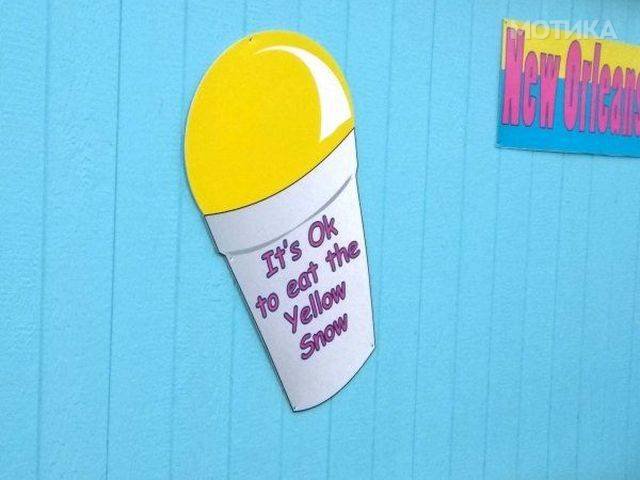 МОТИКА
New Orleans
It's Ok
to eat the
Yellow
Snow